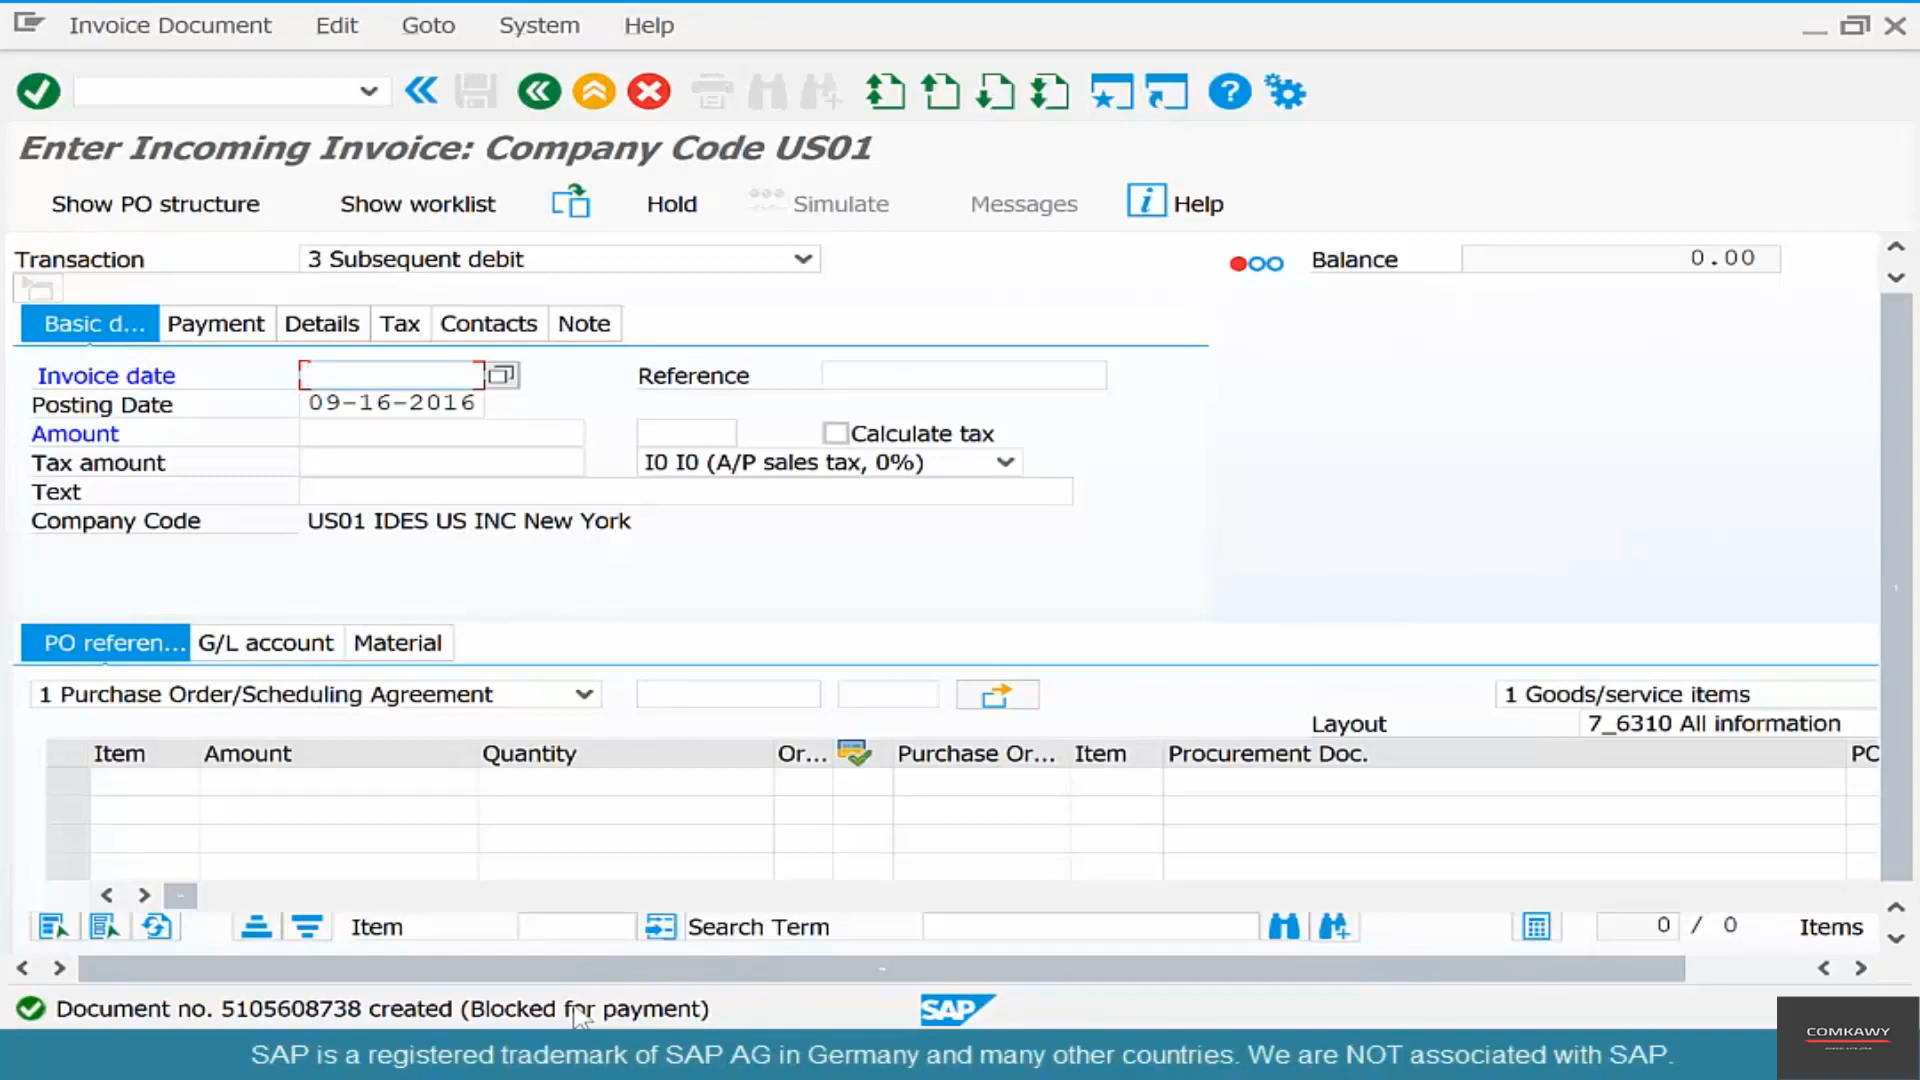 Invoice Document Edit Goto System Help
Enter Incoming Invoice: Company Code US01
Show PO structure Show worklist Hold Simulate Messages Help
Transaction 3 Subsequent debit Balance 0.00
Basic d... Payment Details Tax Contacts Note
Invoice date Reference
Posting Date 09-16-2016
Amount Calculate tax
Tax amount I0 I0 (A/P sales tax, 0%)
Text
Company Code US01 IDES US INC New York
PO referen... G/L account Material
1 Purchase Order/Scheduling Agreement 1 Goods/service items
Layout 7_6310 All information
Item Amount Quantity Or... Purchase Or... Item Procurement Doc. PO
Item Search Term 0 / 0 Items
Document no. 5105608738 created (Blocked for payment) SAP
SAP is a registered trademark of SAP AG in Germany and many other countries. We are NOT associated with SAP.
COMKAWY